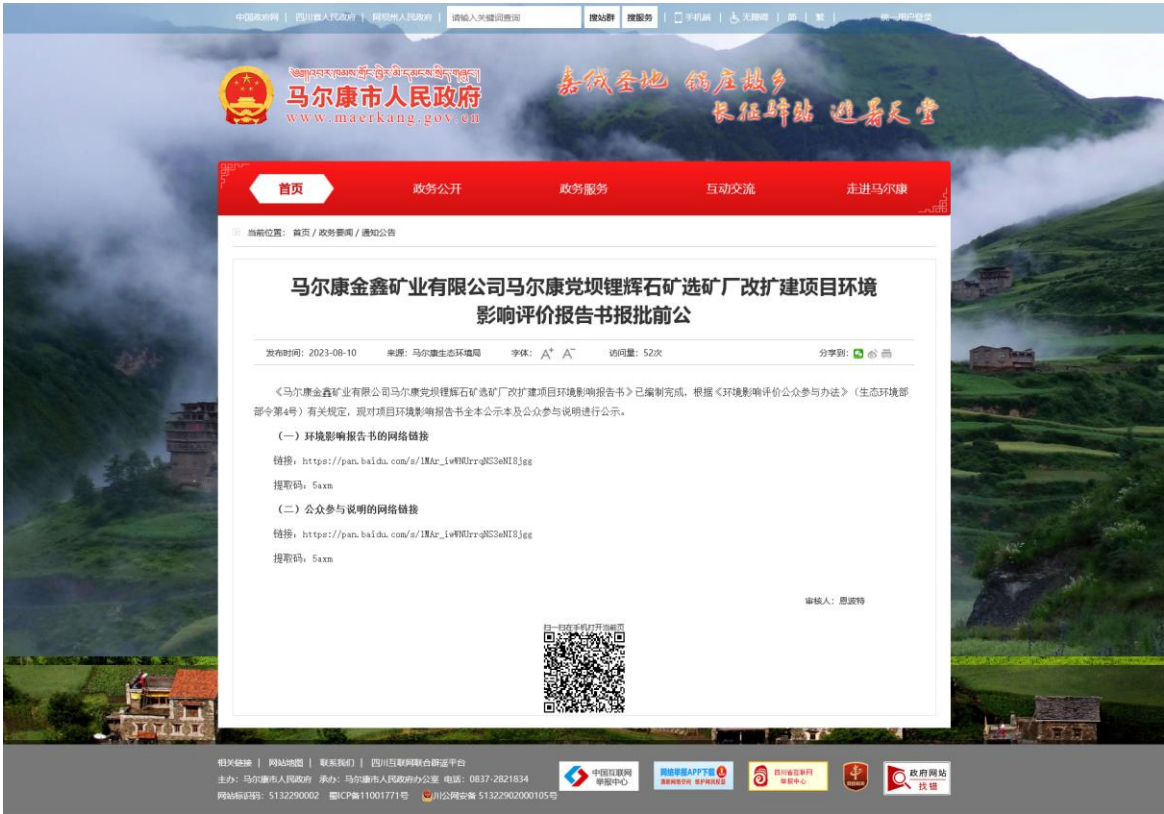 中国政府网 | 四川省人民政府 | 阿坝州人民政府 | 请输入关键词查询 搜站群 搜服务 | 手机端 | 无障碍 | 简 | 繁 | 统一用户登录
马尔康市人民政府
www.maerkang.gov.cn
嘉绒圣地 锅庄故乡
长征驿站 避暑天堂
首页 政务公开 政务服务 互动交流 走进马尔康
当前位置: 首页 / 政务要闻 / 通知公告
马尔康金鑫矿业有限公司马尔康党坝锂辉石矿选矿厂改扩建项目环境
影响评价报告书报批前公
发布时间: 2023-08-10 来源: 马尔康生态环境局 字体: A+ A- 访问量: 52次 分享到:
《马尔康金鑫矿业有限公司马尔康党坝锂辉石矿选矿厂改扩建项目环境影响报告书》已编制完成。根据《环境影响评价公众参与办法》（生态环境部
部令第4号）有关规定，现对项目环境影响报告书全本公示本及公众参与说明进行公示。
（一）环境影响报告书的网络链接
链接: https://pan.baidu.com/s/1MAr_iwWNUrrqNS3eNI8jgg
提取码: 5axm
（二）公众参与说明的网络链接
链接: https://pan.baidu.com/s/1MAr_iwWNUrrqNS3eNI8jgg
提取码: 5axm
审核人: 恩波特
扫一扫在手机打开当前页
相关链接 | 网站地图 | 联系我们 | 四川互联网联合辟谣平台
主办: 马尔康市人民政府 承办: 马尔康市人民政府办公室 电话: 0837-2821834
网站标识码: 5132290002 蜀ICP备11001771号 川公网安备 51322902000105号
中国互联网
举报中心
网络举报APP下载
四川省互联网
举报中心
政府网站
找错